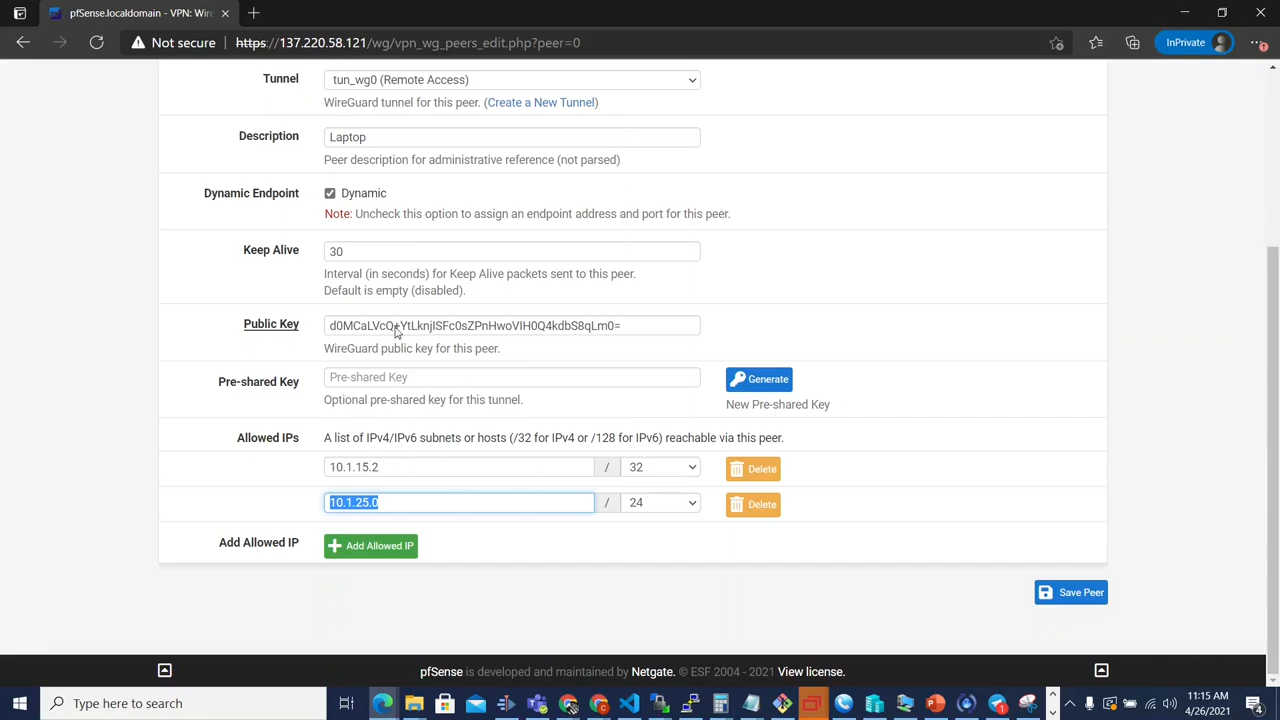 pfSense.localdomain - VPN: Wir
Not secure
https://137.220.58.121/wg/vpn_wg_peers_edit.php?peer=0
InPrivate
Tunnel
tun_wg0 (Remote Access)
WireGuard tunnel for this peer. (Create a New Tunnel)
Description
Laptop
Peer description for administrative reference (not parsed)
Dynamic Endpoint
Dynamic
Note: Uncheck this option to assign an endpoint address and port for this peer.
Keep Alive
30
Interval (in seconds) for Keep Alive packets sent to this peer.
Default is empty (disabled).
Public Key
WireGuard public key for this peer.
Pre-shared Key
Pre-shared Key
Generate
Optional pre-shared key for this tunnel.
New Pre-shared Key
Allowed IPs
A list of IPv4/IPv6 subnets or hosts (/32 for IPv4 or /128 for IPv6) reachable via this peer.
10.1.15.2 / 32 Delete
10.1.25.0 / 24 Delete
Add Allowed IP
Add Allowed IP
Save Peer
pfSense is developed and maintained by Netgate. © ESF 2004 - 2021 View license.
Type here to search
11:15 AM
4/26/2021